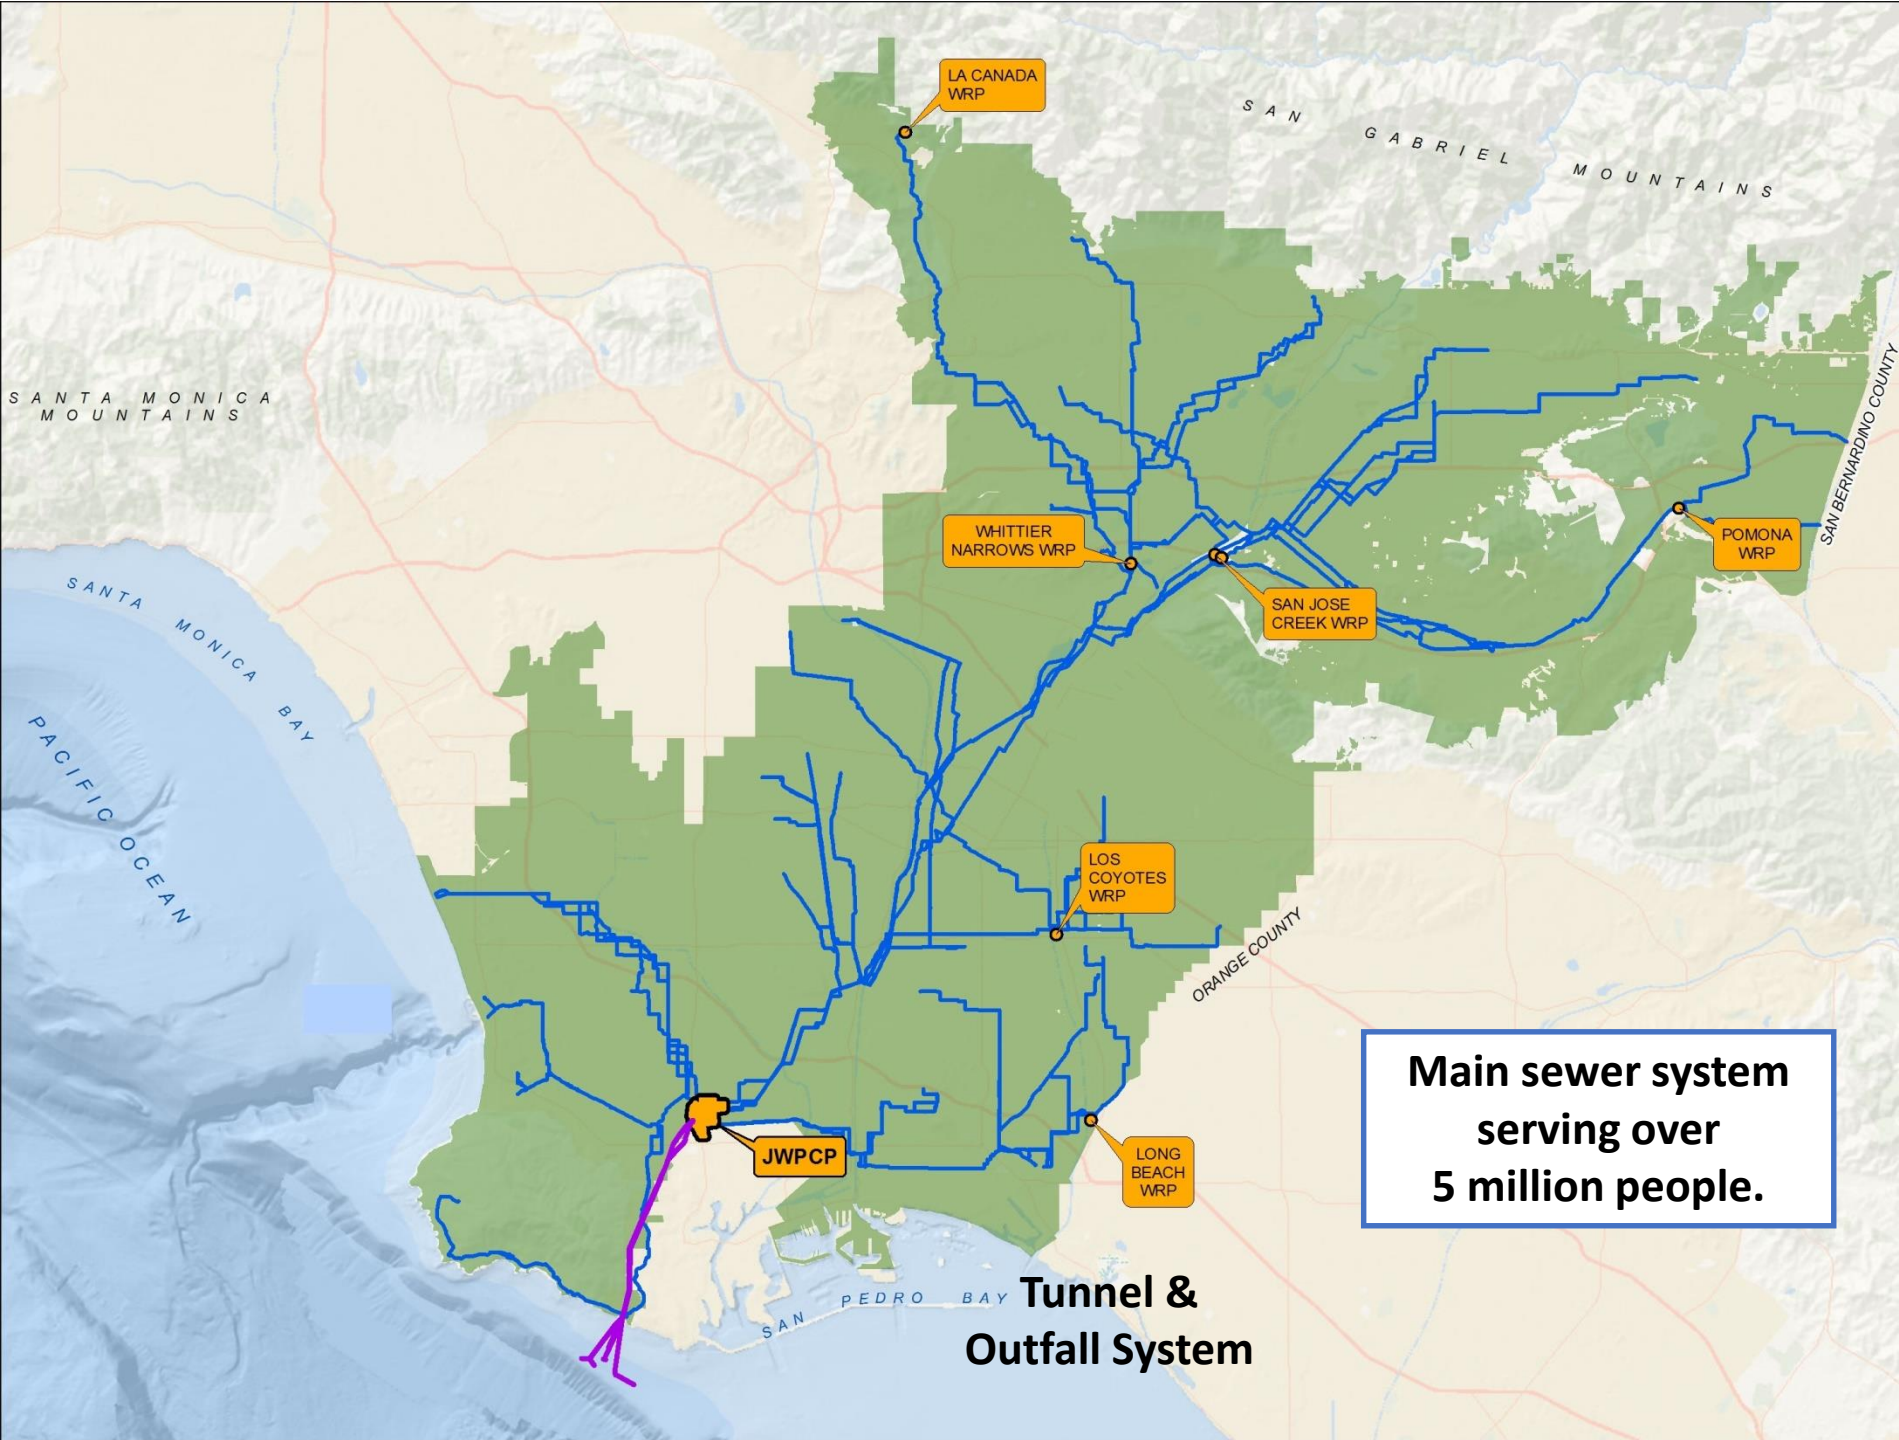 LA CANADA
WRP
SAN GABRIEL MOUNTAINS
SANTA MONICA
MOUNTAINS
SAN BERNARDINO COUNTY
WHITTIER
NARROWS WRP
POMONA
WRP
SAN JOSE
CREEK WRP
SANTA MONICA BAY
PACIFIC OCEAN
LOS
COYOTES
WRP
ORANGE COUNTY
Main sewer system
serving over
5 million people.
JWPCP
LONG
BEACH
WRP
SAN PEDRO BAY
Tunnel &
Outfall System